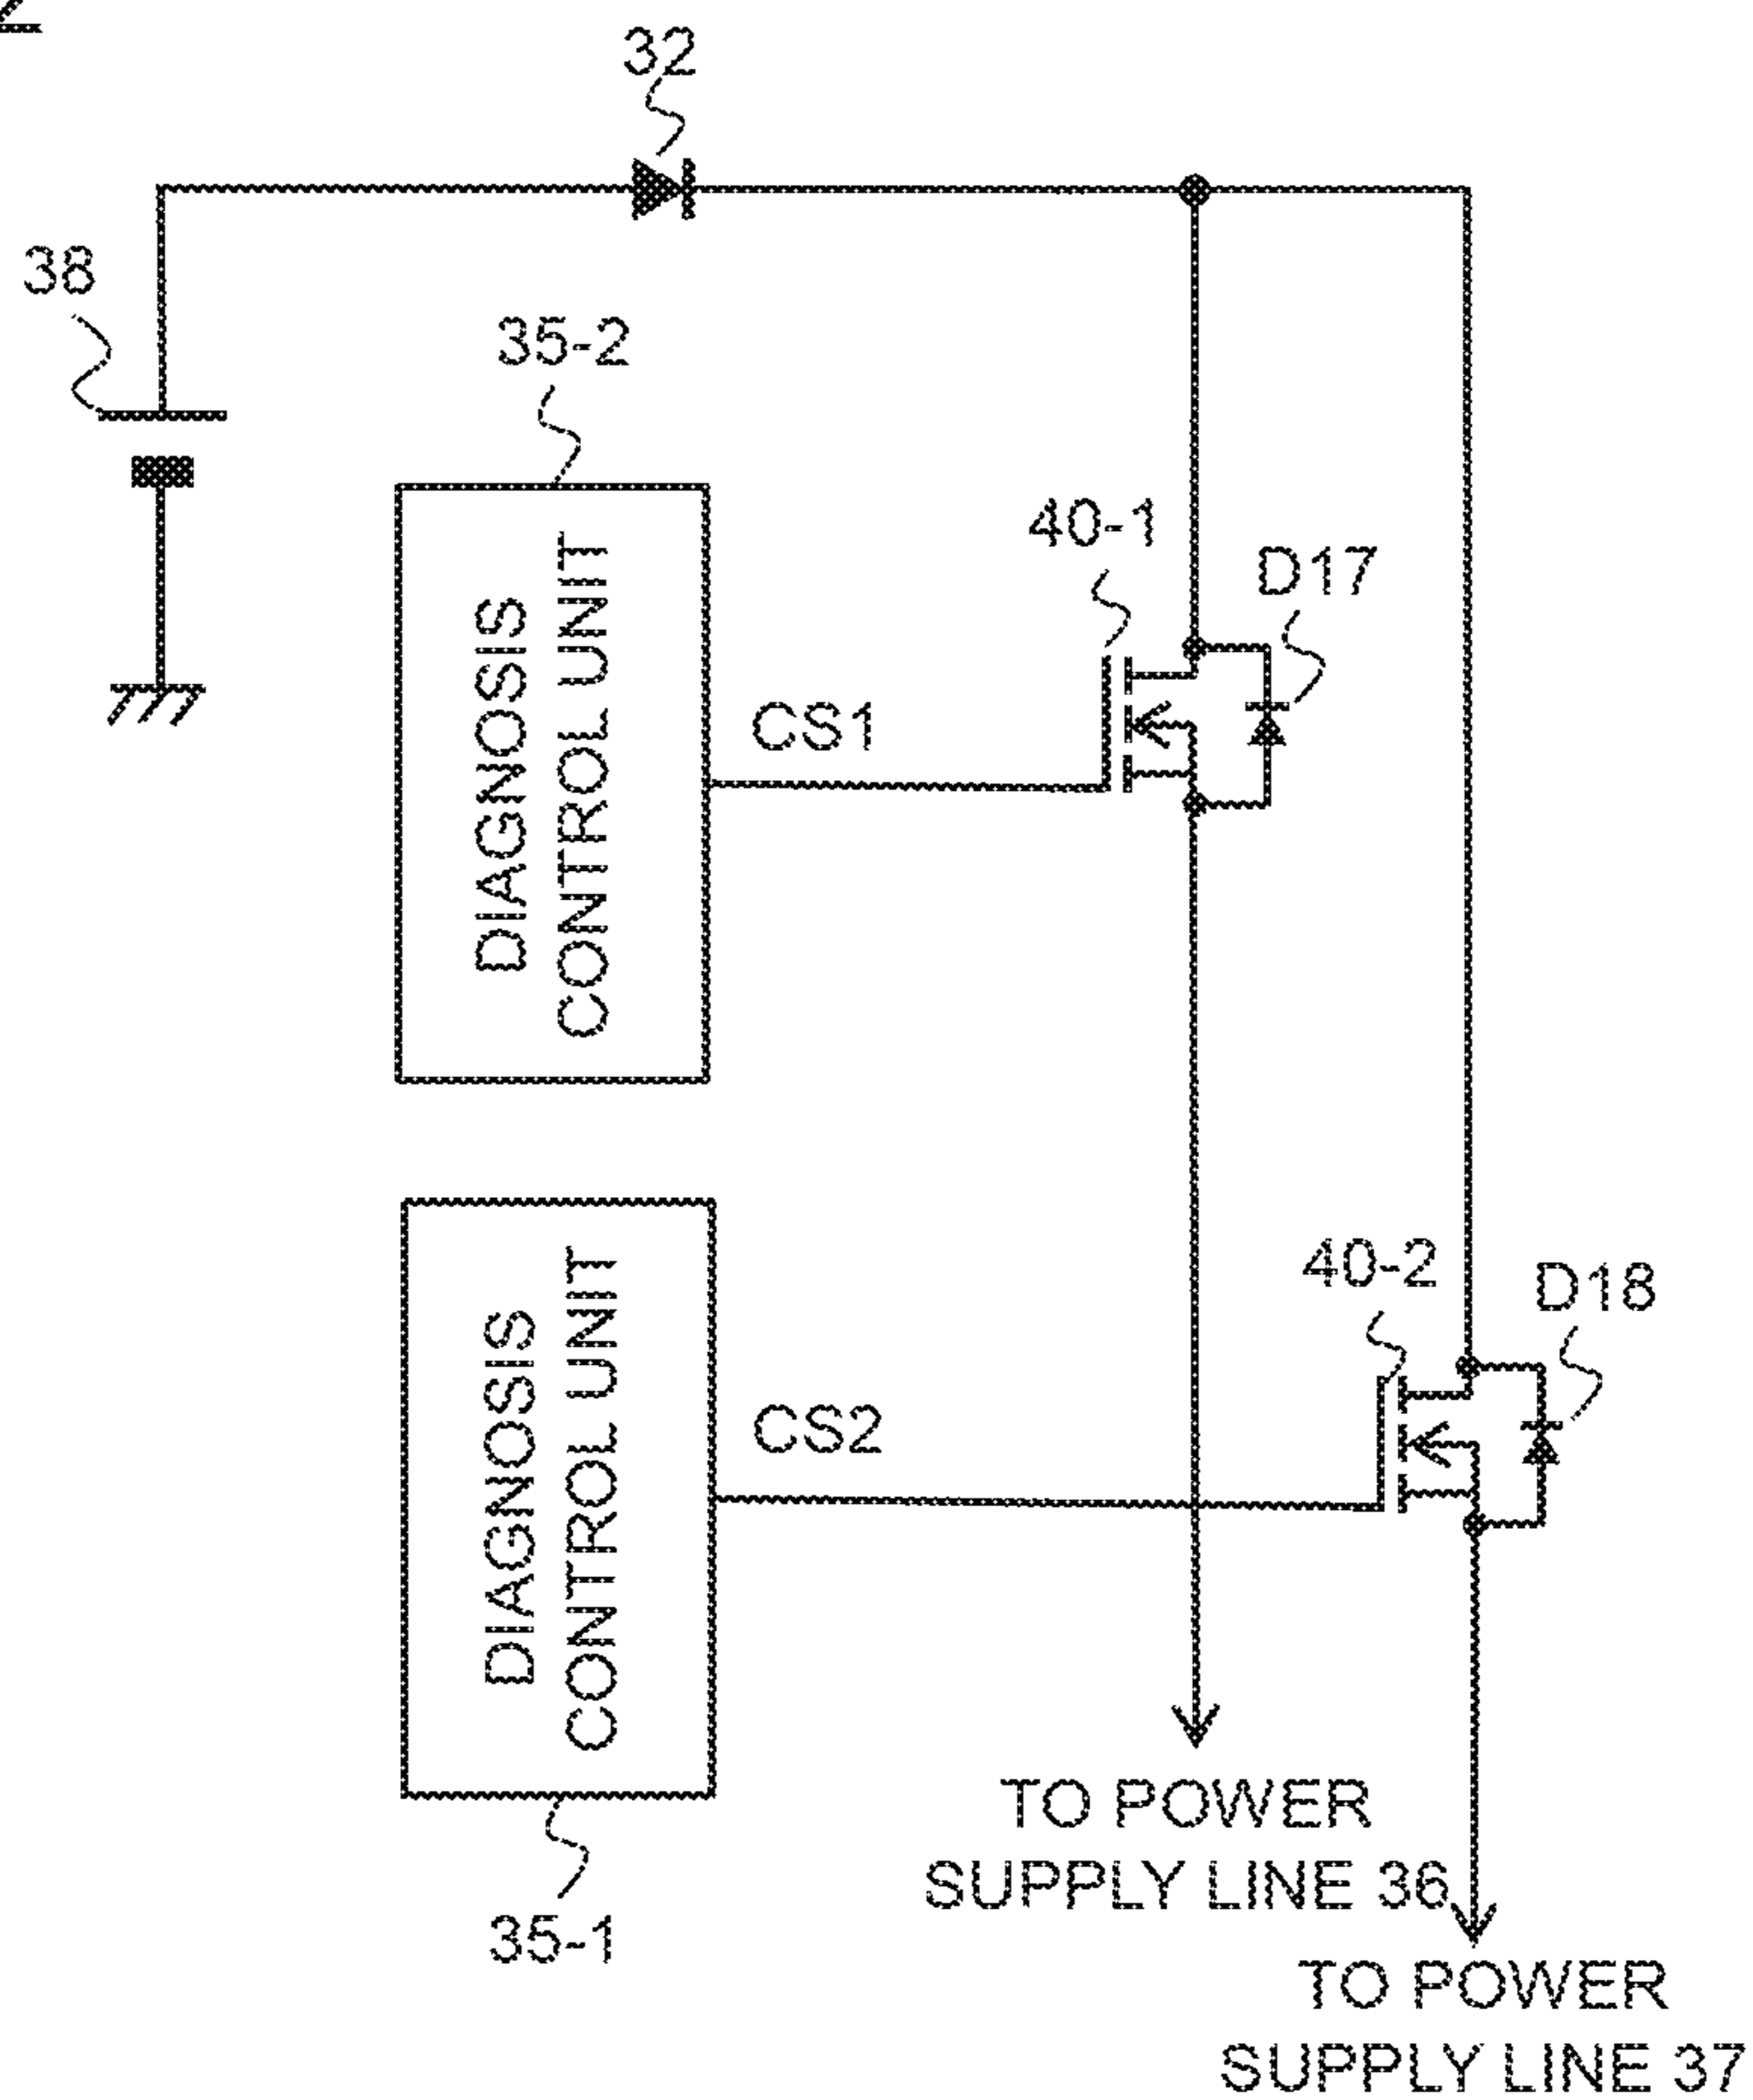 32
38
35-2
40-1
D17
DIAGNOSIS
CONTROL UNIT
CS1
40-2
D18
DIAGNOSIS
CONTROL UNIT
CS2
TO POWER
SUPPLY LINE 36
35-1
TO POWER
SUPPLY LINE 37